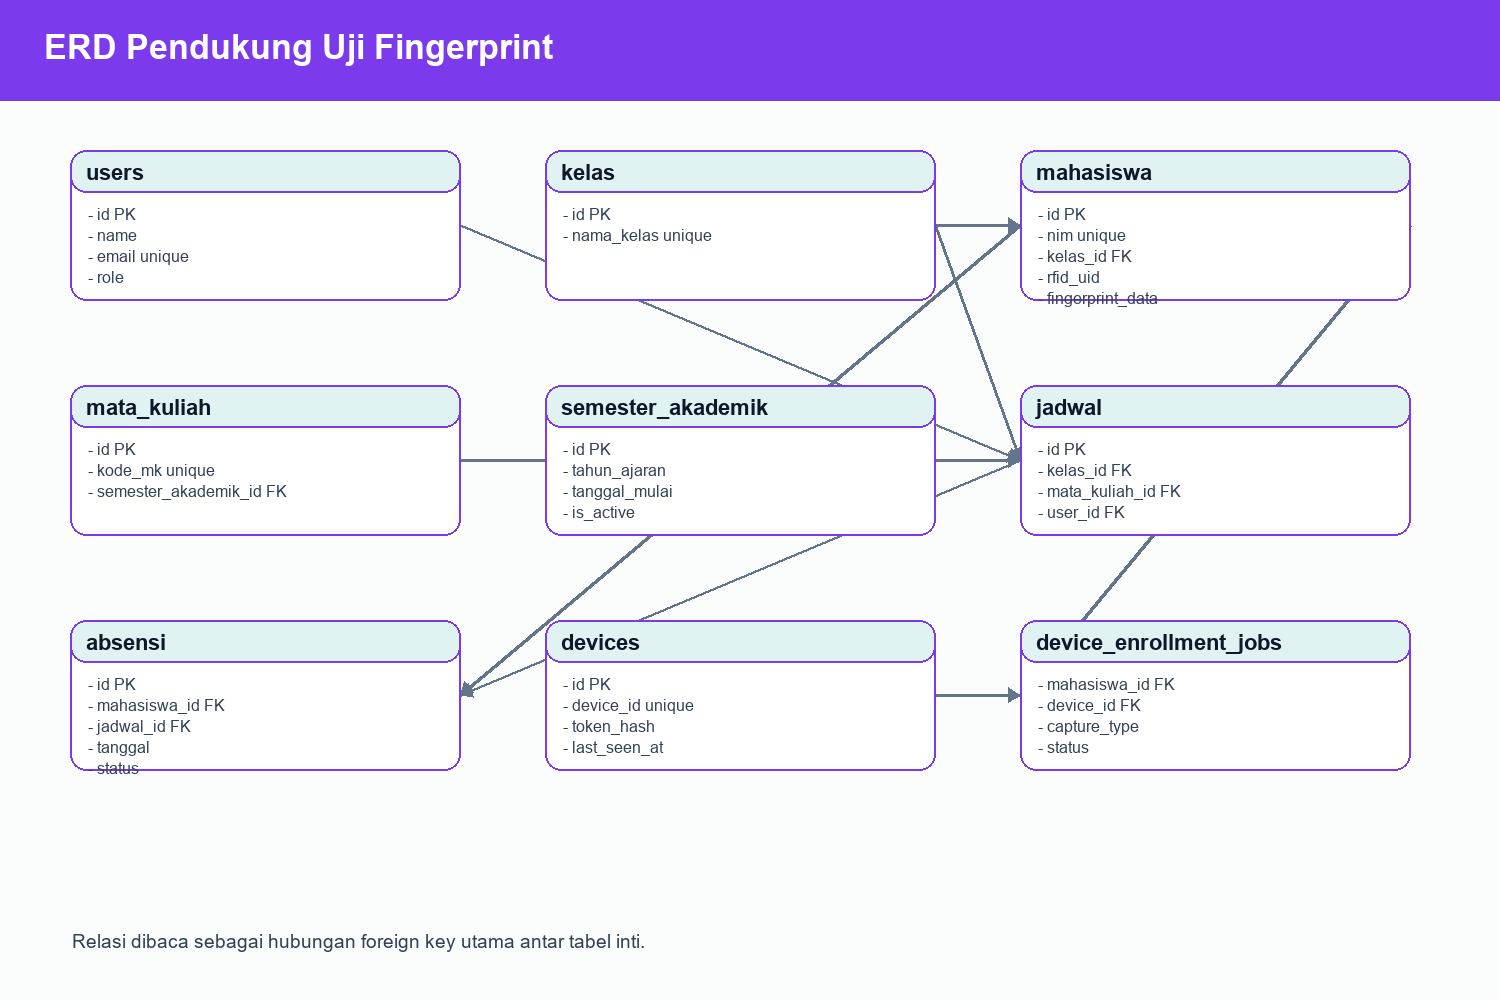 ERD Pendukung Uji Fingerprint
users
- id PK
- name
- email unique
- role
kelas
- id PK
- nama_kelas unique
mahasiswa
- id PK
- nim unique
- kelas_id FK
- rfid_uid
- fingerprint_data
mata_kuliah
- id PK
- kode_mk unique
- semester_akademik_id FK
semester_akademik
- id PK
- tahun_ajaran
- tanggal_mulai
- is_active
jadwal
- id PK
- kelas_id FK
- mata_kuliah_id FK
- user_id FK
absensi
- id PK
- mahasiswa_id FK
- jadwal_id FK
- tanggal
- status
devices
- id PK
- device_id unique
- token_hash
- last_seen_at
device_enrollment_jobs
- mahasiswa_id FK
- device_id FK
- capture_type
- status
Relasi dibaca sebagai hubungan foreign key utama antar tabel inti.